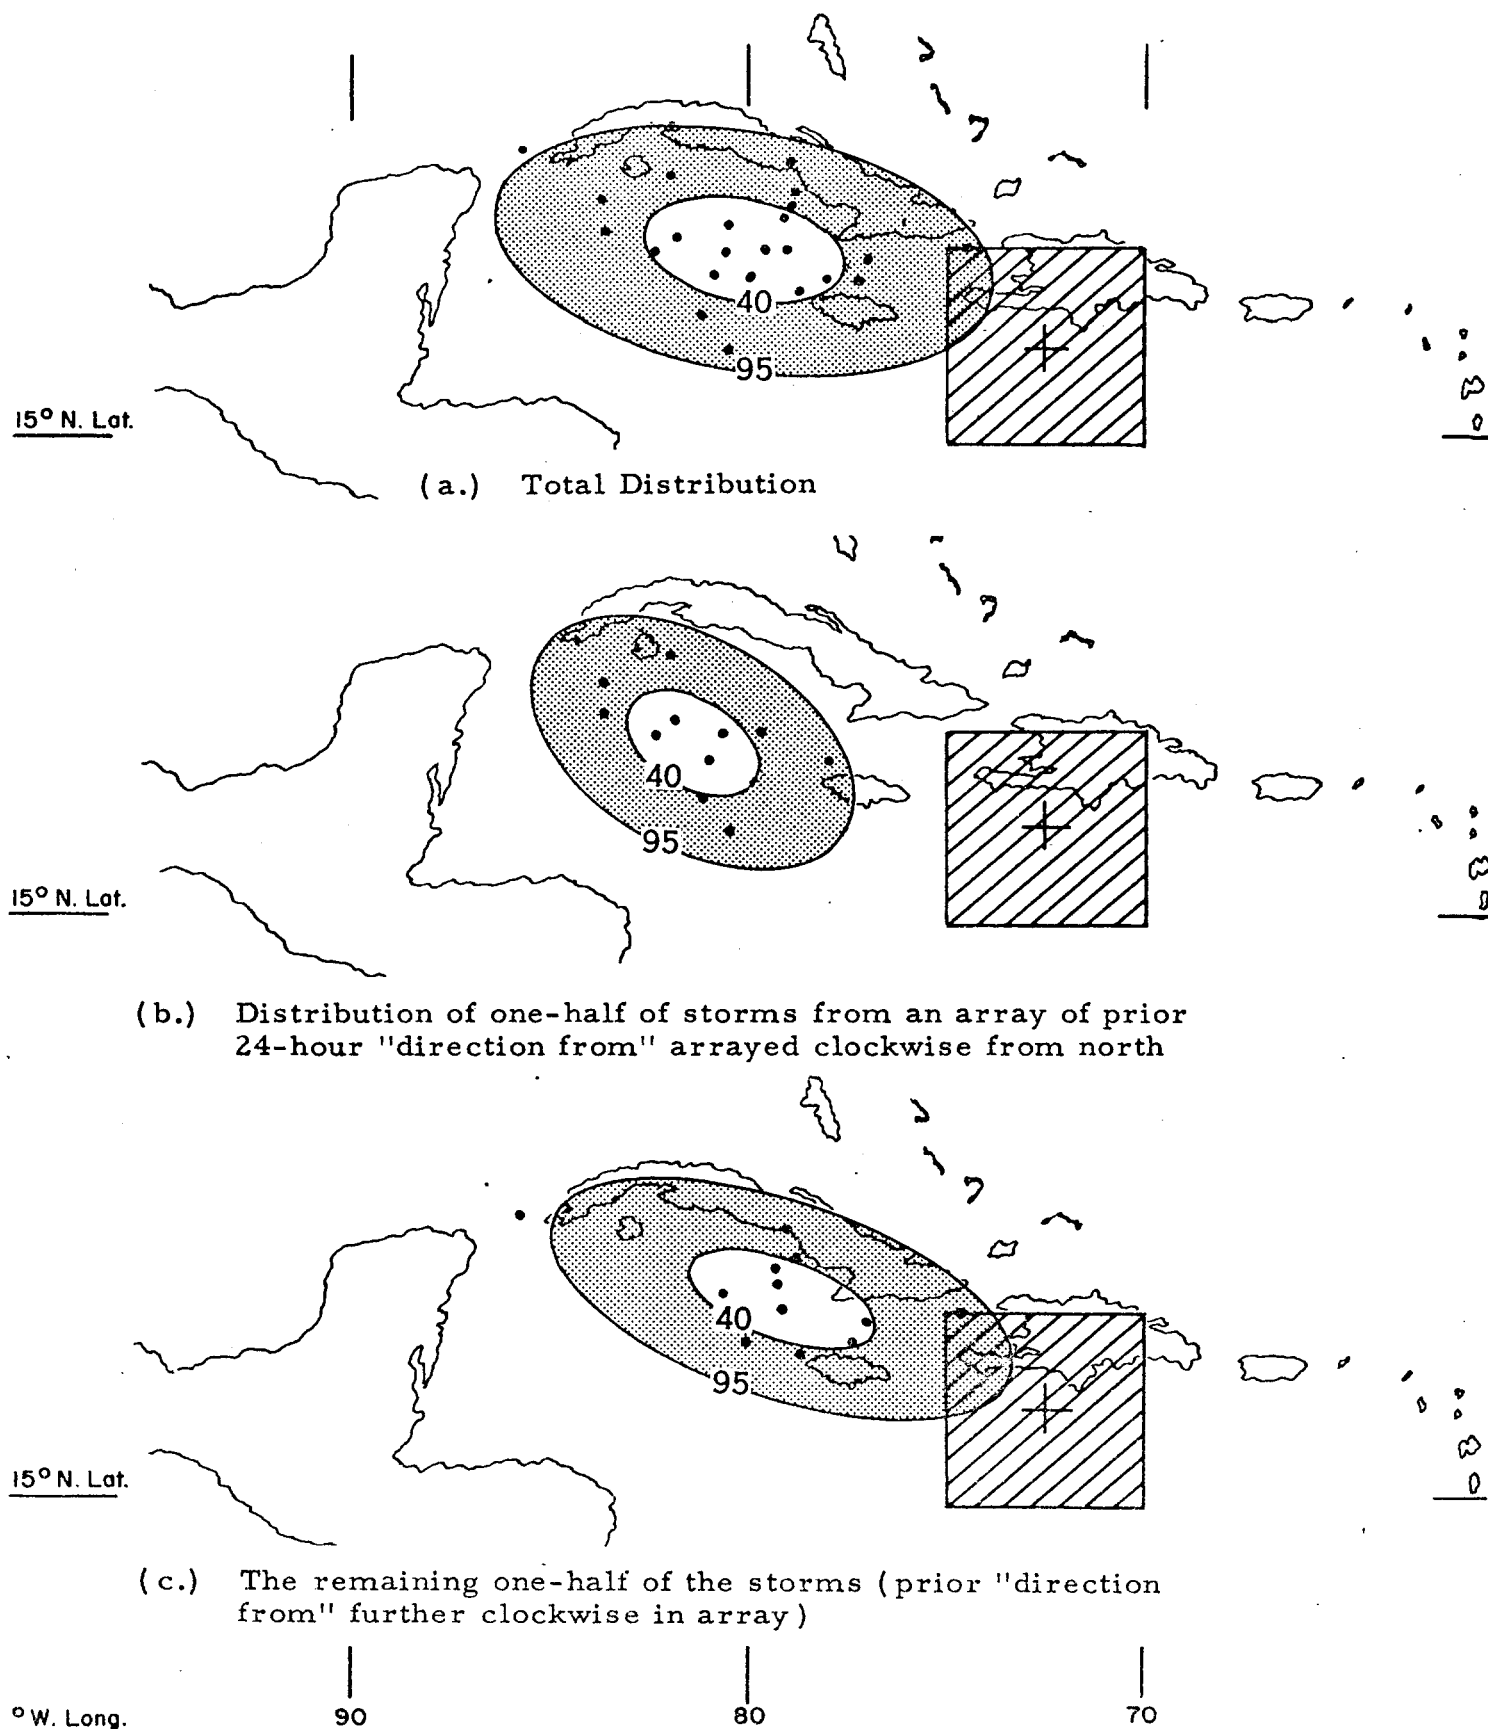 40
95
15° N. Lat.
(a.) Total Distribution
40
95
15° N. Lat.
(b.) Distribution of one-half of storms from an array of prior
24-hour "direction from" arrayed clockwise from north
40
95
15° N. Lat.
(c.) The remaining one-half of the storms (prior "direction
from" further clockwise in array)
° W. Long. 90 80 70